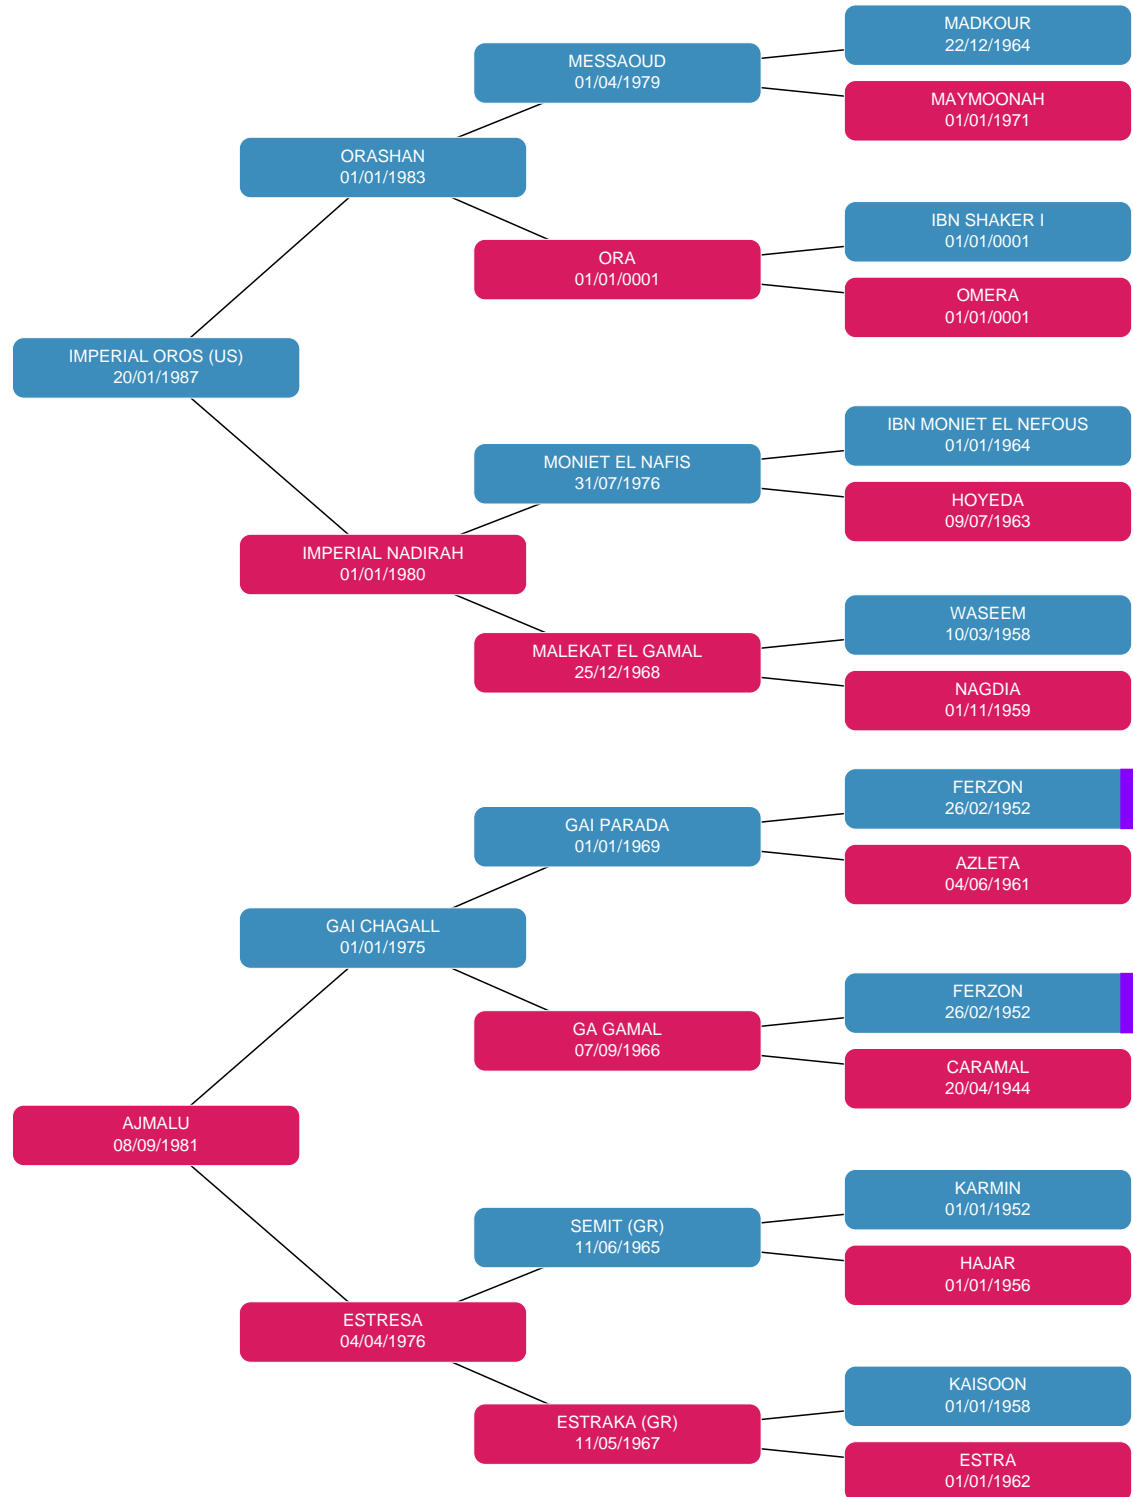 MADKOUR
22/12/1964
MESSAOUD
01/04/1979
MAYMOONAH
01/01/1971
ORASHAN
01/01/1983
IBN SHAKER I
01/01/0001
ORA
01/01/0001
OMERA
01/01/0001
IMPERIAL OROS (US)
20/01/1987
IBN MONIET EL NEFOUS
01/01/1964
MONIET EL NAFIS
31/07/1976
HOYEDA
09/07/1963
IMPERIAL NADIRAH
01/01/1980
WASEEM
10/03/1958
MALEKAT EL GAMAL
25/12/1968
NAGDIA
01/11/1959
FERZON
26/02/1952
GAI PARADA
01/01/1969
AZLETA
04/06/1961
GAI CHAGALL
01/01/1975
FERZON
26/02/1952
GA GAMAL
07/09/1966
CARAMAL
20/04/1944
AJMALU
08/09/1981
KARMIN
01/01/1952
SEMIT (GR)
11/06/1965
HAJAR
01/01/1956
ESTRESA
04/04/1976
KAISOON
01/01/1958
ESTRAKA (GR)
11/05/1967
ESTRA
01/01/1962